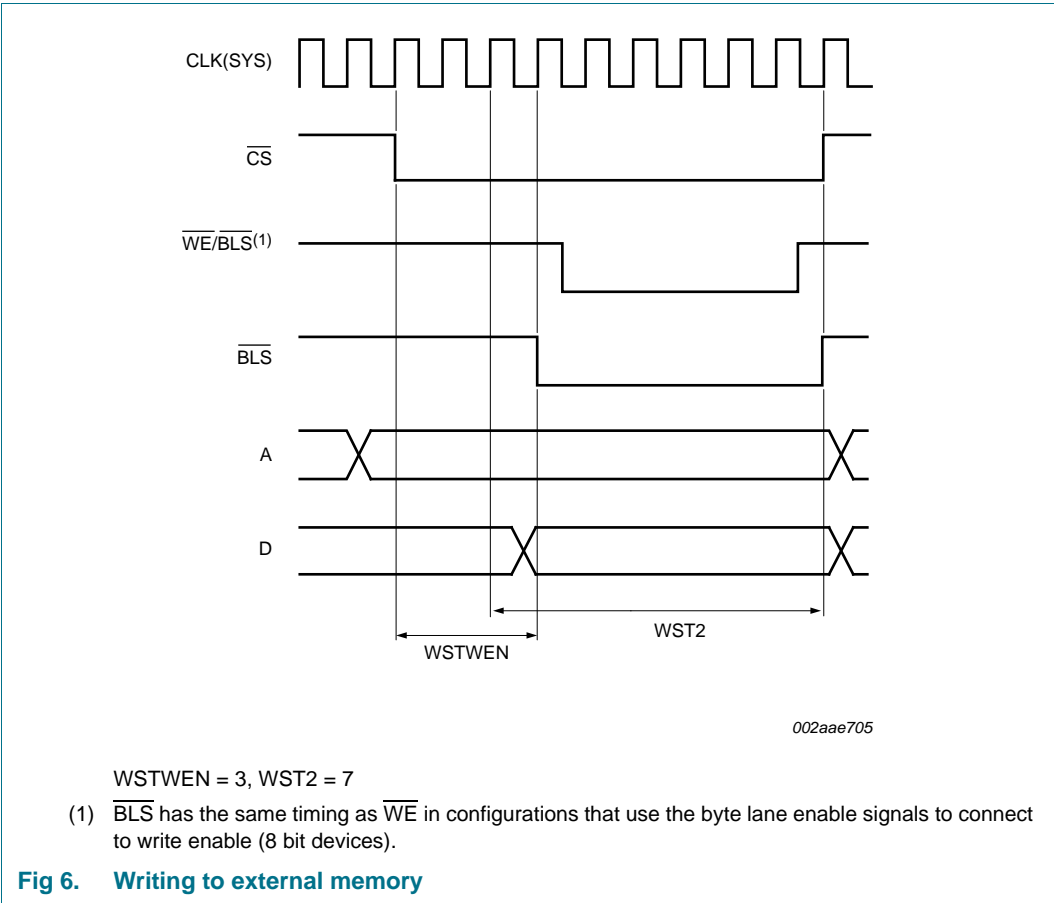 CLK(SYS)
CS
WE/BLS(1)
BLS
A
D
WST2
WSTWEN
002aae705
WSTWEN = 3, WST2 = 7
(1) BLS has the same timing as WE in configurations that use the byte lane enable signals to connect
to write enable (8 bit devices).
Fig 6. Writing to external memory